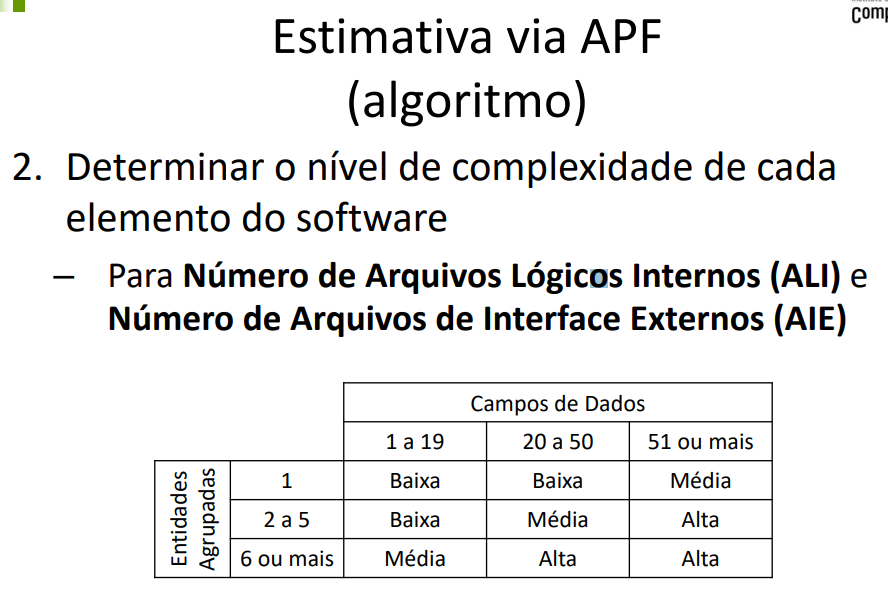 Comp
Estimativa via APF
(algoritmo)
2. Determinar o nível de complexidade de cada
elemento do software
– Para Número de Arquivos Lógicos Internos (ALI) e
Número de Arquivos de Interface Externos (AIE)
Campos de Dados
1 a 19 20 a 50 51 ou mais
Entidades
Agrupadas
1 Baixa Baixa Média
2 a 5 Baixa Média Alta
6 ou mais Média Alta Alta